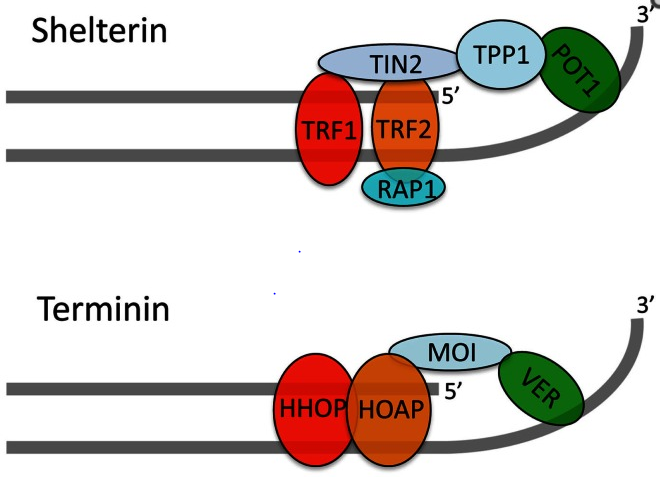 Shelterin
3’
TIN2
TPP1
POT1
5’
TRF1
TRF2
RAP1
Terminin
3’
MOI
5’
VER
HHOP
HOAP